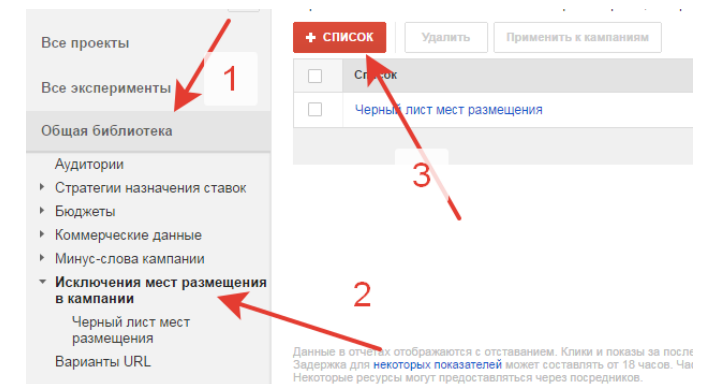 Все проекты
Все эксперименты
1
Общая библиотека
Аудитории
Стратегии назначения ставок
Бюджеты
Коммерческие данные
Минус-слова кампании
Исключения мест размещения
в кампании
Черный лист мест
размещения
Варианты URL
+ СПИСОК
Удалить
Применить к кампаниям
Список
Черный лист мест размещения
3
2
Данные в отчетах отображаются с отставанием. Клики и показы за после
Задержка для некоторых показателей может составлять от 18 часов. Час
Некоторые ресурсы могут предоставляться через посредников.